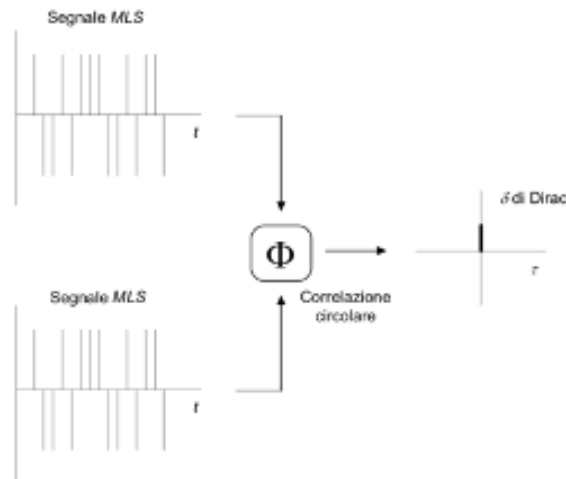 Segnale MLS
t
δ di Dirac
Φ
τ
Segnale MLS
Correlazione
circolare
t